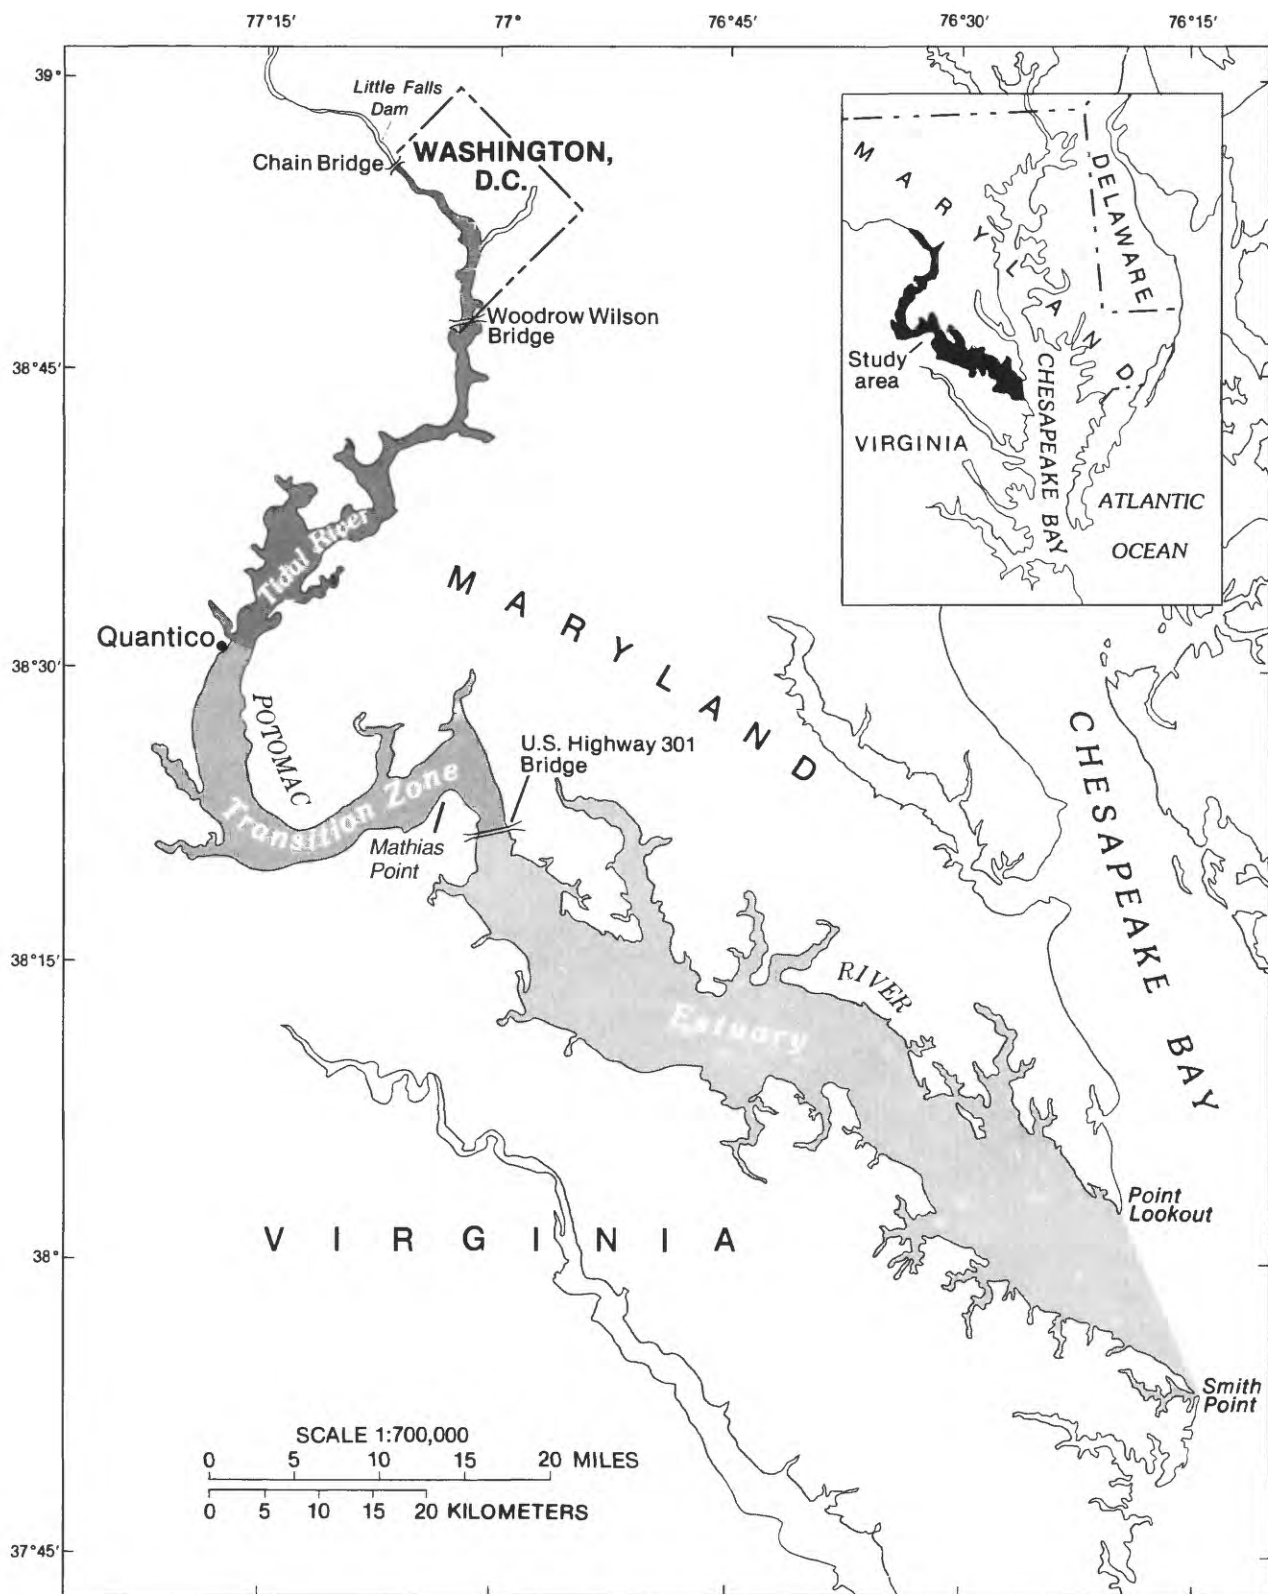 77°15′ 77° 76°45′ 76°30′ 76°15′
39°
Little Falls
Dam
Chain Bridge
WASHINGTON,
D.C.
Woodrow Wilson
Bridge
38°45′
MARYLAND
DELAWARE
Study
area
VIRGINIA
CHESAPEAKE BAY
ATLANTIC
OCEAN
Tidal River
Quantico
38°30′
MARYLAND
POTOMAC
U.S. Highway 301
Bridge
Transition Zone
Mathias
Point
CHESAPEAKE BAY
38°15′
RIVER
Estuary
Point
Lookout
VIRGINIA
38°
Smith
Point
SCALE 1:700,000
0 5 10 15 20 MILES
0 5 10 15 20 KILOMETERS
37°45′